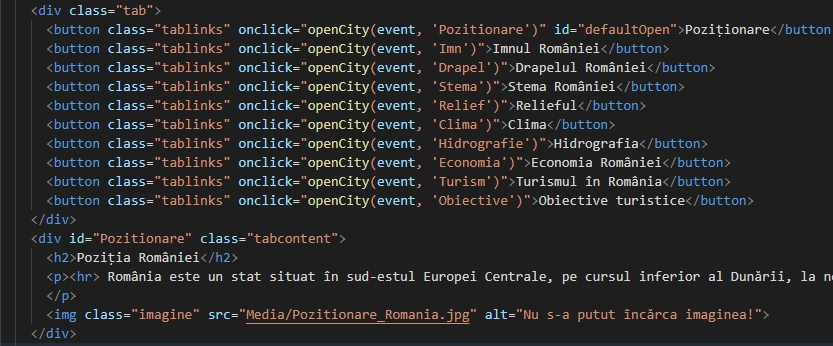 <div class="tab">
<button class="tablinks" onclick="openCity(event, 'Pozitionare')" id="defaultOpen">Poziționare</button
<button class="tablinks" onclick="openCity(event, 'Imn')">Imnul României</button>
<button class="tablinks" onclick="openCity(event, 'Drapel')">Drapelul României</button>
<button class="tablinks" onclick="openCity(event, 'Stema')">Stema României</button>
<button class="tablinks" onclick="openCity(event, 'Relief')">Relieful</button>
<button class="tablinks" onclick="openCity(event, 'Clima')">Clima</button>
<button class="tablinks" onclick="openCity(event, 'Hidrografie')">Hidrografia</button>
<button class="tablinks" onclick="openCity(event, 'Economia')">Economia României</button>
<button class="tablinks" onclick="openCity(event, 'Turism')">Turismul în România</button>
<button class="tablinks" onclick="openCity(event, 'Obiective')">Obiective turistice</button>
</div>
<div id="Pozitionare" class="tabcontent">
<h2>Poziția României</h2>
<p><hr> România este un stat situat în sud-estul Europei Centrale, pe cursul inferior al Dunării, la
</p>
<img class="imagine" src="Media/Pozitionare_Romania.jpg" alt="Nu s-a putut încărca imaginea!">
</div>